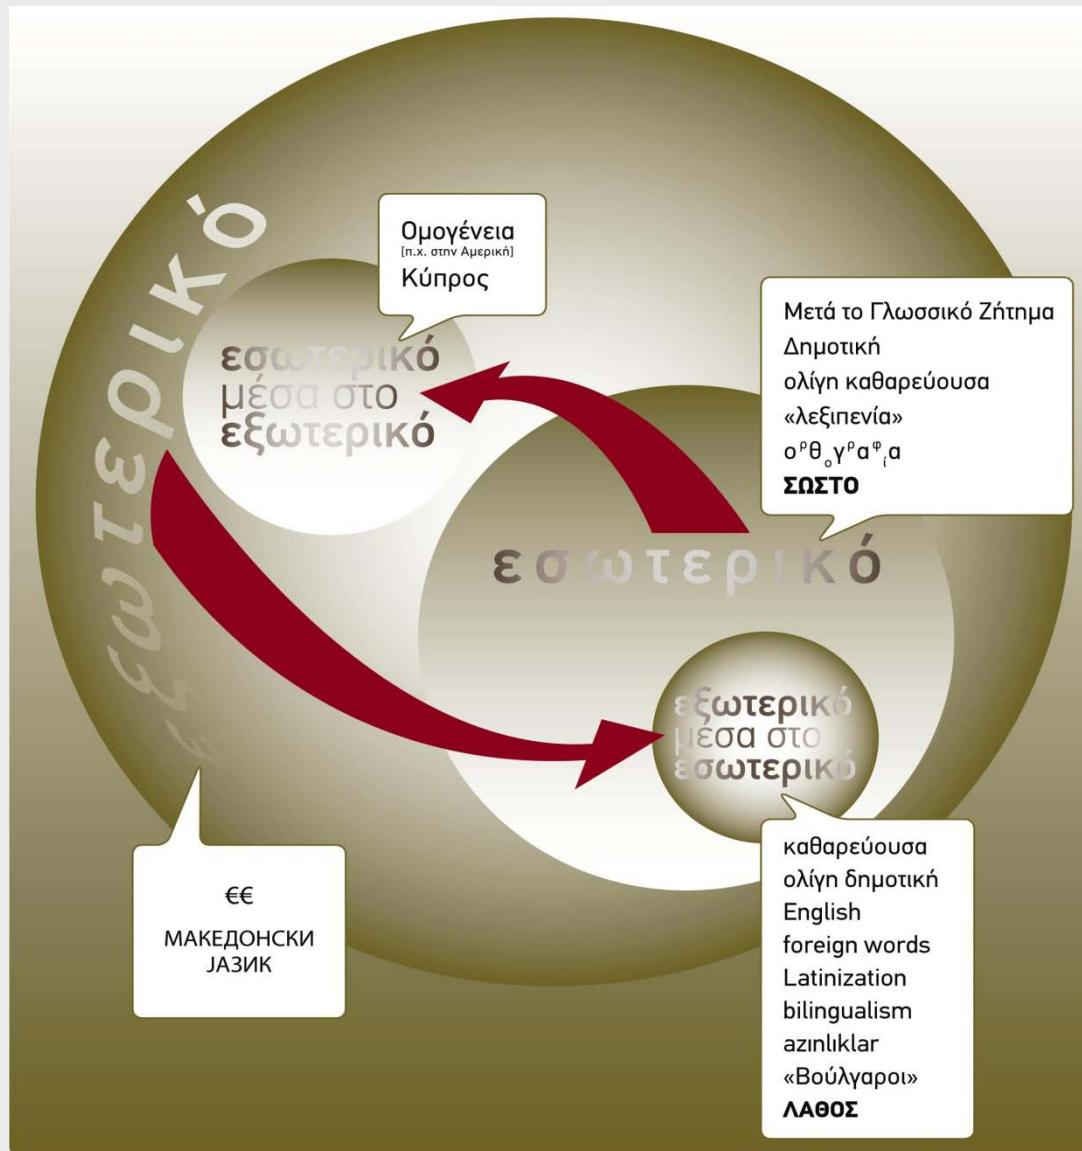 εξωτερικό
Ομογένεια
[π.χ. στην Αμερική]
Κύπρος
εσωτερικό
μέσα στο
εξωτερικό
Μετά το Γλωσσικό Ζήτημα
Δημοτική
ολίγη καθαρεύουσα
«λεξιπενία»
ορθογραφία
ΣΩΣΤΟ
εσωτερικό
εξωτερικό
μέσα στο
εσωτερικό
€€
МАКЕДОНСКИ
ЈАЗИК
καθαρεύουσα
ολίγη δημοτική
English
foreign words
Latinization
bilingualism
azınlıklar
«Βούλγαροι»
ΛΑΘΟΣ